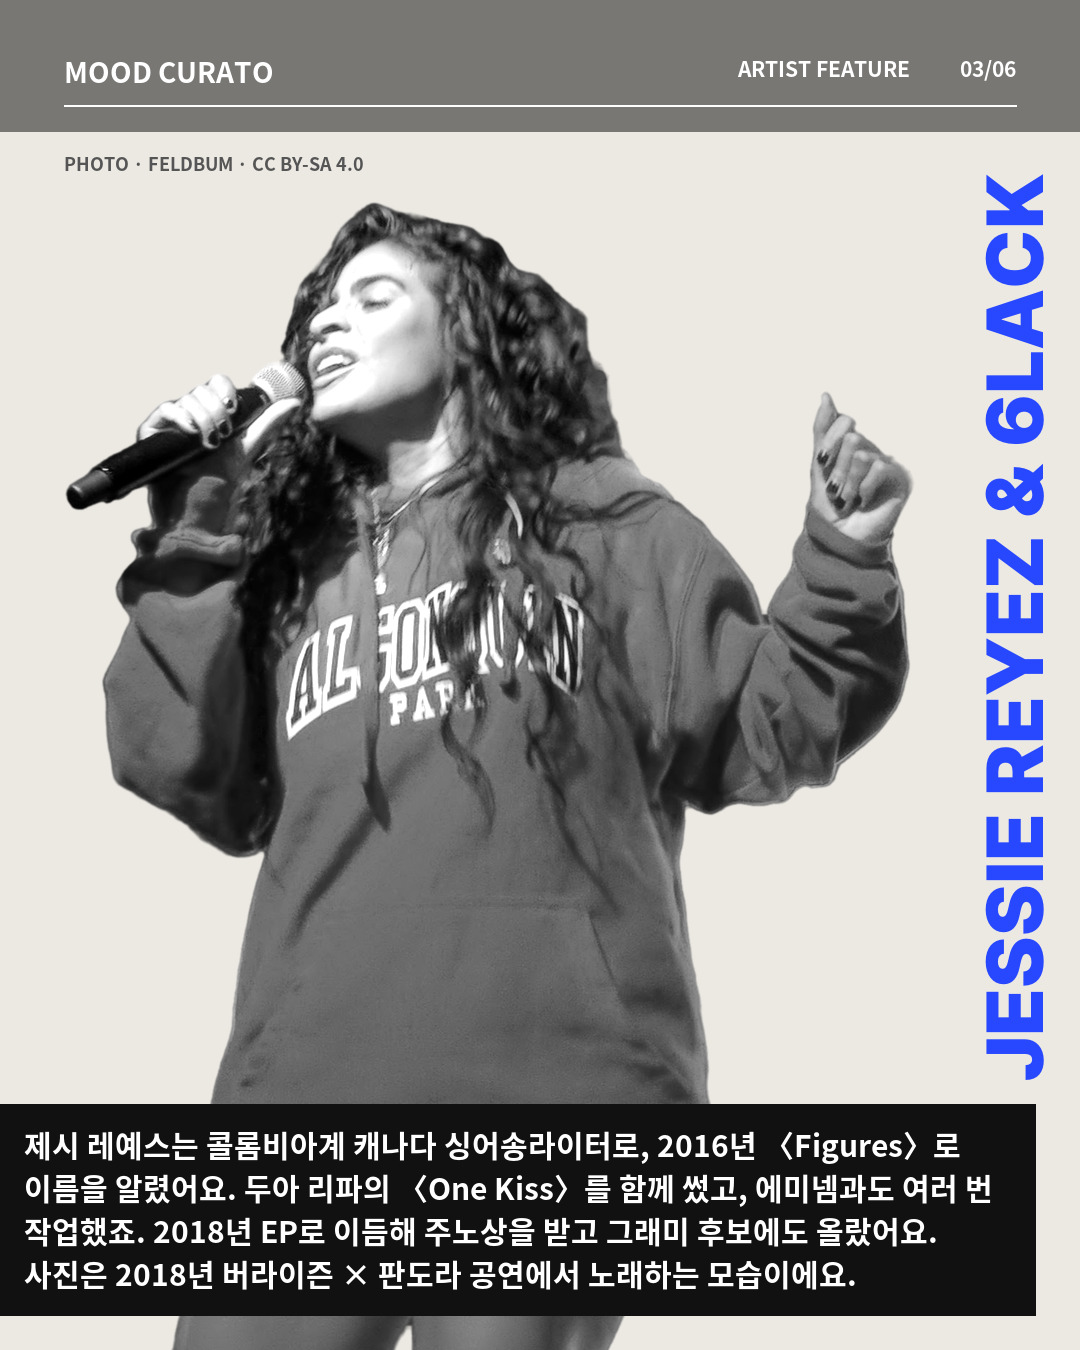 MOOD CURATO
ARTIST FEATURE 03/06
PHOTO · FELDBUM · CC BY-SA 4.0
JESSIE REYEZ & 6LACK
제시 레예스는 콜롬비아계 캐나다 싱어송라이터로, 2016년 〈Figures〉로
이름을 알렸어요. 두아 리파의 〈One Kiss〉를 함께 썼고, 에미넴과도 여러 번
작업했죠. 2018년 EP로 이듬해 주노상을 받고 그래미 후보에도 올랐어요.
사진은 2018년 버라이즌 × 판도라 공연에서 노래하는 모습이에요.